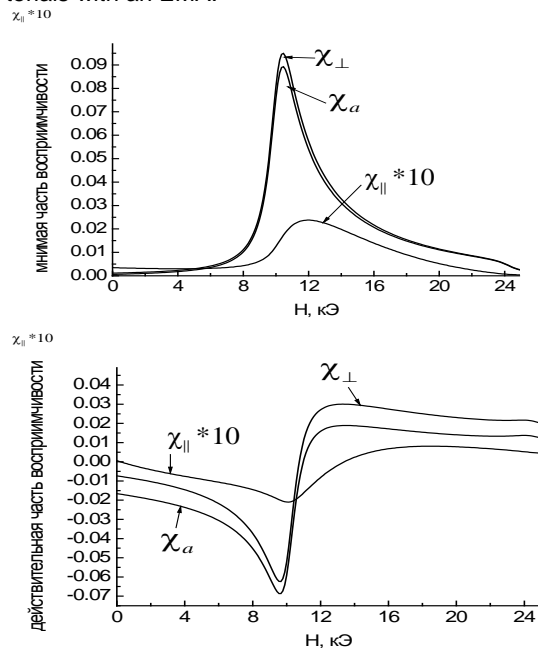 χ∥ *10
мнимая часть восприимчивости
0.09
0.08
0.07
0.06
0.05
0.04
0.03
0.02
0.01
0.00
χ⊥
χa
χ∥ *10
0 4 8 12 16 20 24
H, кЭ
χ∥ *10
действительная часть восприимчивости
0.04
0.03
0.02
0.01
0.00
-0.01
-0.02
-0.03
-0.04
-0.05
-0.06
-0.07
χ⊥
χ∥ *10
χa
0 4 8 12 16 20 24
H, кЭ